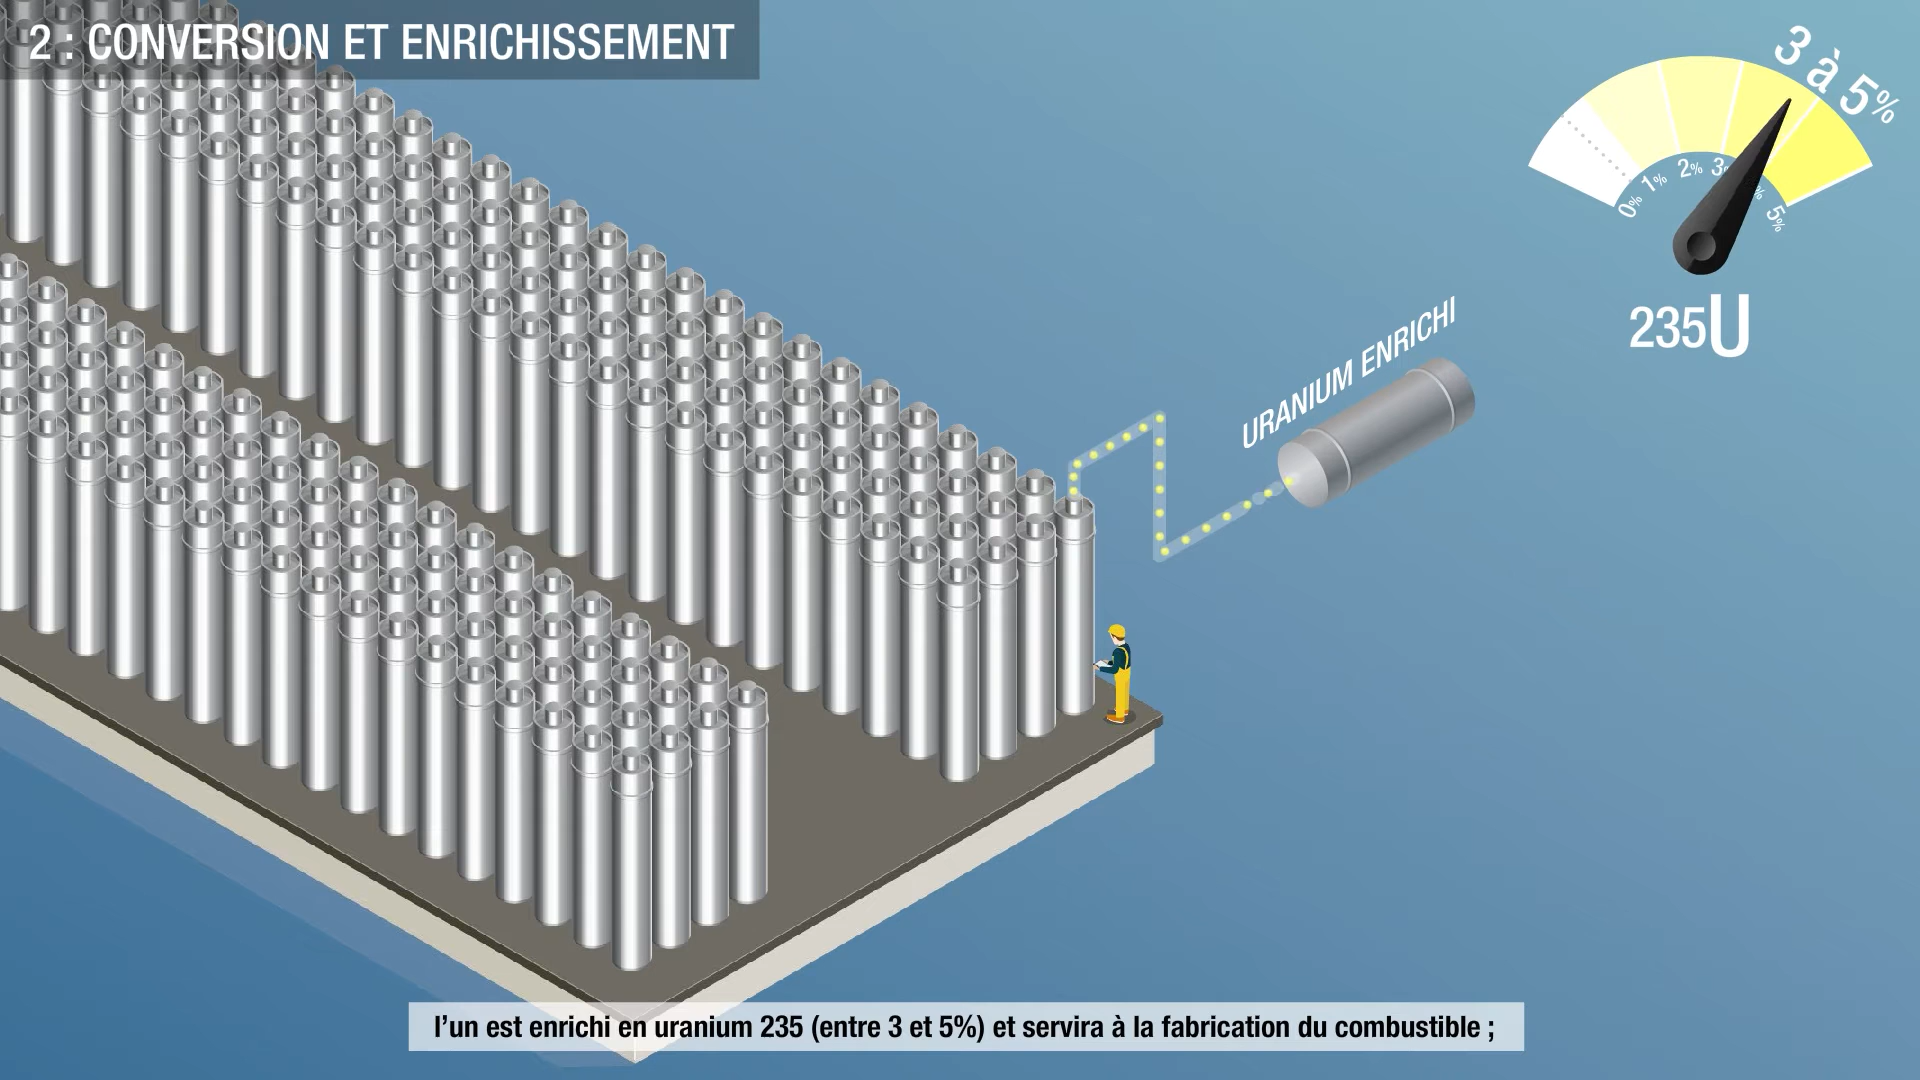 2 : CONVERSION ET ENRICHISSEMENT
3 à 5%
0% 1% 2% 3% 5%
235U
URANIUM ENRICHI
l’un est enrichi en uranium 235 (entre 3 et 5%) et servira à la fabrication du combustible ;